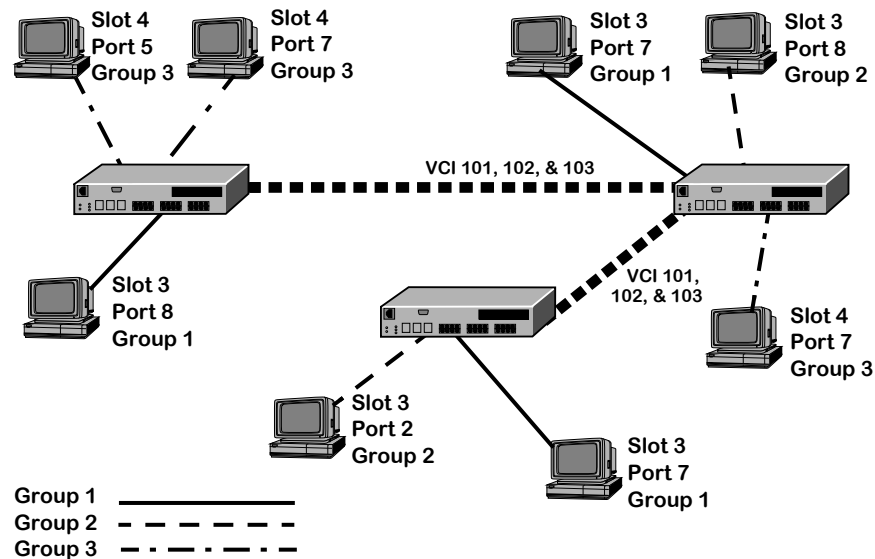 Slot 4
Port 5
Group 3
Slot 4
Port 7
Group 3
Slot 3
Port 7
Group 1
Slot 3
Port 8
Group 2
VCI 101, 102, & 103
VCI 101,
102, & 103
Slot 3
Port 8
Group 1
Slot 4
Port 7
Group 3
Slot 3
Port 2
Group 2
Slot 3
Port 7
Group 1
Group 1
Group 2
Group 3